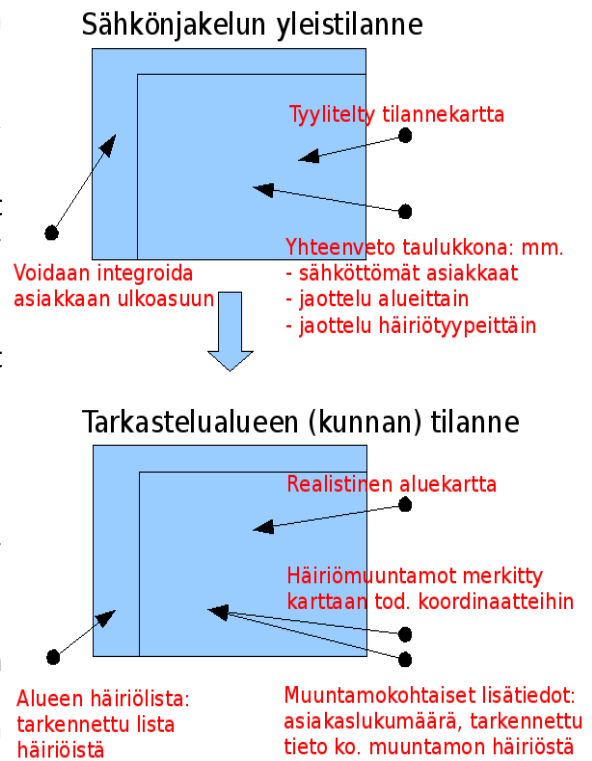 Sähkönjakelun yleistilanne
Tyylitelty tilannekartta
Yhteenveto taulukkona: mm.
- sähköttömät asiakkaat
- jaottelu alueittain
- jaottelu häiriötyypeittäin
Voidaan integroida
asiakkaan ulkoasuun
Tarkastelualueen (kunnan) tilanne
Realistinen aluekartta
Häiriömuuntamot merkitty
karttaan tod. koordinaatteihin
Alueen häiriölista:
tarkennettu lista
häiriöistä
Muuntamokohtaiset lisätiedot:
asiakaslukumäärä, tarkennettu
tieto ko. muuntamon häiriöstä